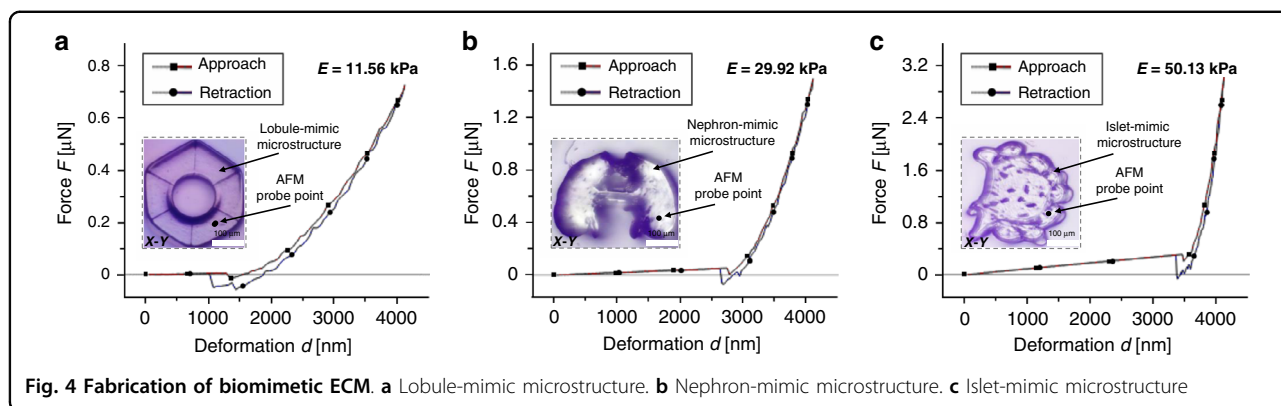 a
0.8
0.6
0.4
0.2
0
Force F [μN]
Approach
Retraction
E = 11.56 kPa
Lobule-mimic
microstructure
AFM
probe point
100 μm
X-Y
0 1000 2000 3000 4000
Deformation d [nm]
b
1.6
1.2
0.8
0.4
0
Force F [μN]
Approach
Retraction
E = 29.92 kPa
Nephron-mimic
microstructure
AFM
probe point
100 μm
X-Y
0 1000 2000 3000 4000
Deformation d [nm]
c
3.2
2.4
1.6
0.8
0
Force F [μN]
Approach
Retraction
E = 50.13 kPa
Islet-mimic
microstructure
AFM
probe point
100 μm
X-Y
0 1000 2000 3000 4000
Deformation d [nm]
Fig. 4 Fabrication of biomimetic ECM. a Lobule-mimic microstructure. b Nephron-mimic microstructure. c Islet-mimic microstructure